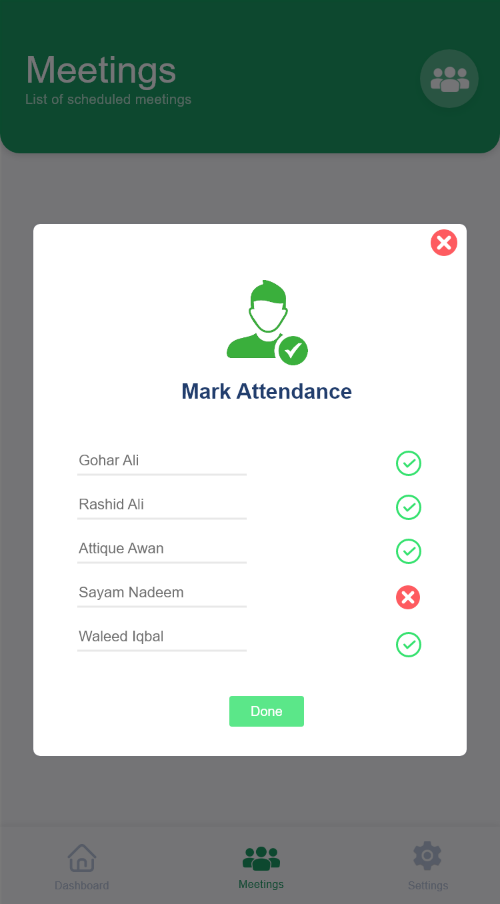 Meetings
List of scheduled meetings
Mark Attendance
Gohar Ali
Rashid Ali
Attique Awan
Sayam Nadeem
Waleed Iqbal
Done
Dashboard
Meetings
Settings